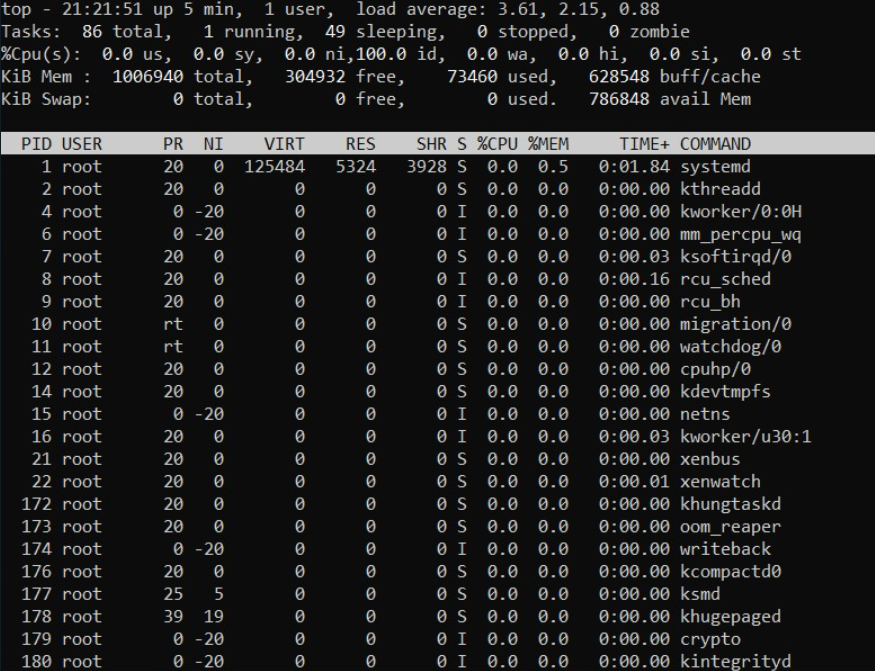 top - 21:21:51 up 5 min,  1 user,  load average: 3.61, 2.15, 0.88
Tasks:  86 total,   1 running,  49 sleeping,   0 stopped,   0 zombie
%Cpu(s):  0.0 us,  0.0 sy,  0.0 ni,100.0 id,  0.0 wa,  0.0 hi,  0.0 si,  0.0 st
KiB Mem :  1006940 total,   304932 free,    73460 used,   628548 buff/cache
KiB Swap:        0 total,        0 free,        0 used.   786848 avail Mem
  PID USER      PR  NI    VIRT    RES    SHR S %CPU %MEM     TIME+ COMMAND
    1 root      20   0  125484   5324   3928 S  0.0  0.5   0:01.84 systemd
    2 root      20   0       0      0      0 S  0.0  0.0   0:00.00 kthreadd
    4 root       0 -20       0      0      0 I  0.0  0.0   0:00.00 kworker/0:0H
    6 root       0 -20       0      0      0 I  0.0  0.0   0:00.00 mm_percpu_wq
    7 root      20   0       0      0      0 S  0.0  0.0   0:00.03 ksoftirqd/0
    8 root      20   0       0      0      0 I  0.0  0.0   0:00.16 rcu_sched
    9 root      20   0       0      0      0 I  0.0  0.0   0:00.00 rcu_bh
   10 root      rt   0       0      0      0 S  0.0  0.0   0:00.00 migration/0
   11 root      rt   0       0      0      0 S  0.0  0.0   0:00.00 watchdog/0
   12 root      20   0       0      0      0 S  0.0  0.0   0:00.00 cpuhp/0
   14 root      20   0       0      0      0 S  0.0  0.0   0:00.00 kdevtmpfs
   15 root       0 -20       0      0      0 I  0.0  0.0   0:00.00 netns
   16 root      20   0       0      0      0 I  0.0  0.0   0:00.03 kworker/u30:1
   21 root      20   0       0      0      0 S  0.0  0.0   0:00.00 xenbus
   22 root      20   0       0      0      0 S  0.0  0.0   0:00.01 xenwatch
  172 root      20   0       0      0      0 S  0.0  0.0   0:00.00 khungtaskd
  173 root      20   0       0      0      0 S  0.0  0.0   0:00.00 oom_reaper
  174 root       0 -20       0      0      0 I  0.0  0.0   0:00.00 writeback
  176 root      20   0       0      0      0 S  0.0  0.0   0:00.00 kcompactd0
  177 root      25   5       0      0      0 S  0.0  0.0   0:00.00 ksmd
  178 root      39  19       0      0      0 S  0.0  0.0   0:00.00 khugepaged
  179 root       0 -20       0      0      0 I  0.0  0.0   0:00.00 crypto
  180 root       0 -20       0      0      0 I  0.0  0.0   0:00.00 kintegrityd